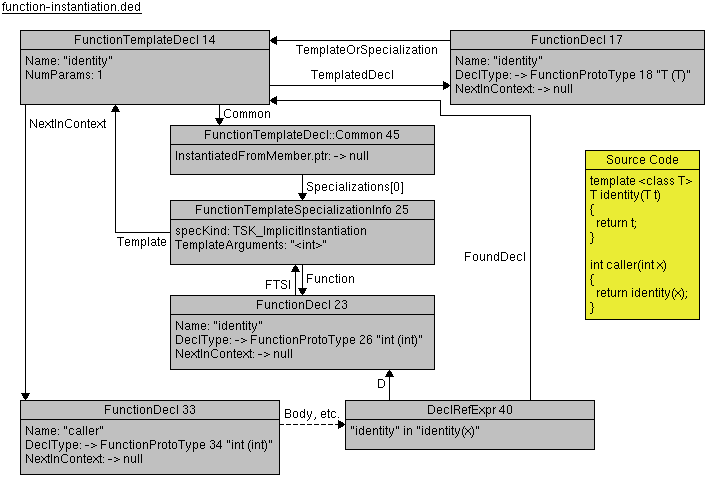 function-instantiation.ded
FunctionTemplateDecl 14
Name: "identity"
NumParams: 1
TemplateOrSpecialization
TemplatedDecl
FunctionDecl 17
Name: "identity"
DeclType: -> FunctionProtoType 18 "T (T)"
NextInContext: -> null
NextInContext
Common
FunctionTemplateDecl::Common 45
InstantiatedFromMember.ptr: -> null
Specializations[0]
FunctionTemplateSpecializationInfo 25
specKind: TSK_ImplicitInstantiation
TemplateArguments: "<int>"
Template
FTSI
Function
FoundDecl
FunctionDecl 23
Name: "identity"
DeclType: -> FunctionProtoType 26 "int (int)"
NextInContext: -> null
D
FunctionDecl 33
Name: "caller"
DeclType: -> FunctionProtoType 34 "int (int)"
NextInContext: -> null
Body, etc.
DeclRefExpr 40
"identity" in "identity(x)"
Source Code
template <class T>
T identity(T t)
{
return t;
}
int caller(int x)
{
return identity(x);
}